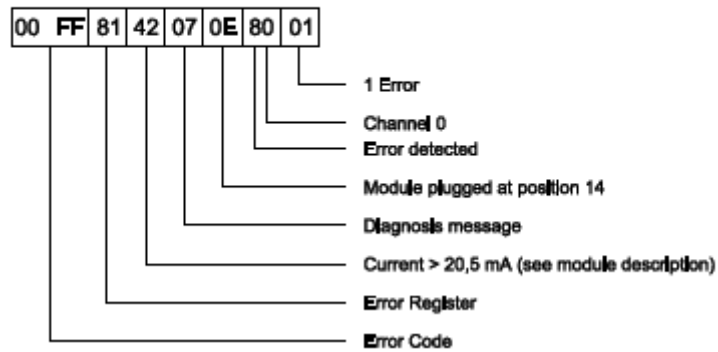 00 FF 81 42 07 0E 80 01
1 Error
Channel 0
Error detected
Module plugged at position 14
Diagnosis message
Current > 20,5 mA (see module description)
Error Register
Error Code